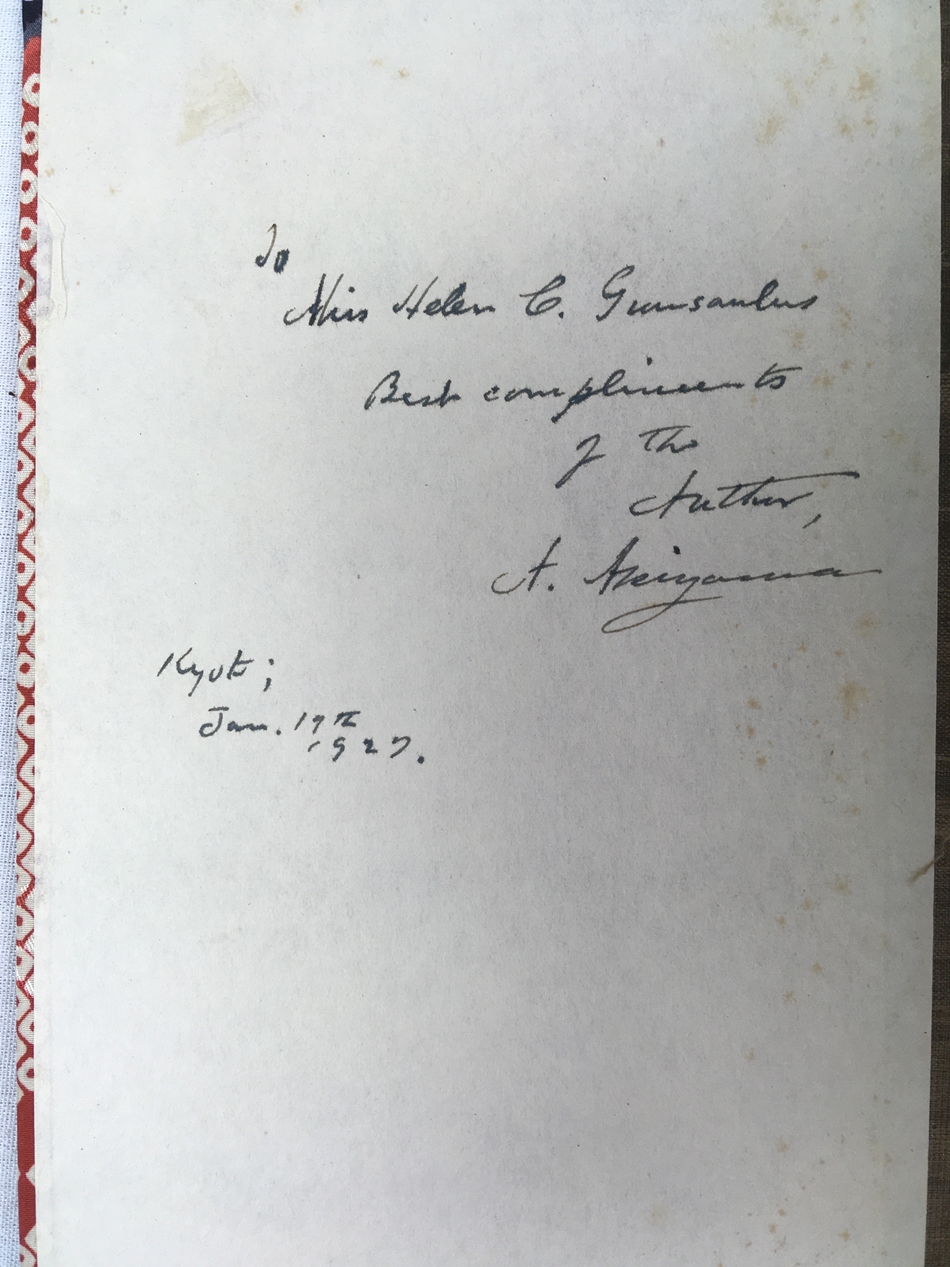 To
Miss Helen C. Gunsaulus
Best compliments
of the
Author,
A. Akiyama
Kyoto;
Jan. 19th
1927.